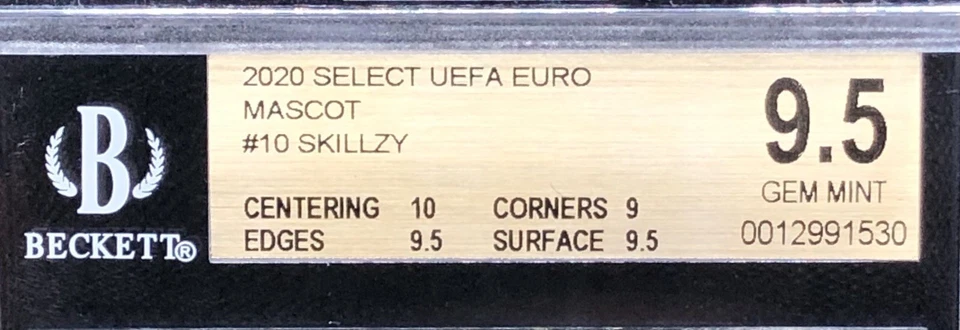 2020 SELECT UEFA EURO
MASCOT
#10 SKILLZY
9.5
GEM MINT
0012991530
CENTERING 10 CORNERS 9
EDGES 9.5 SURFACE 9.5
B
BECKETT®